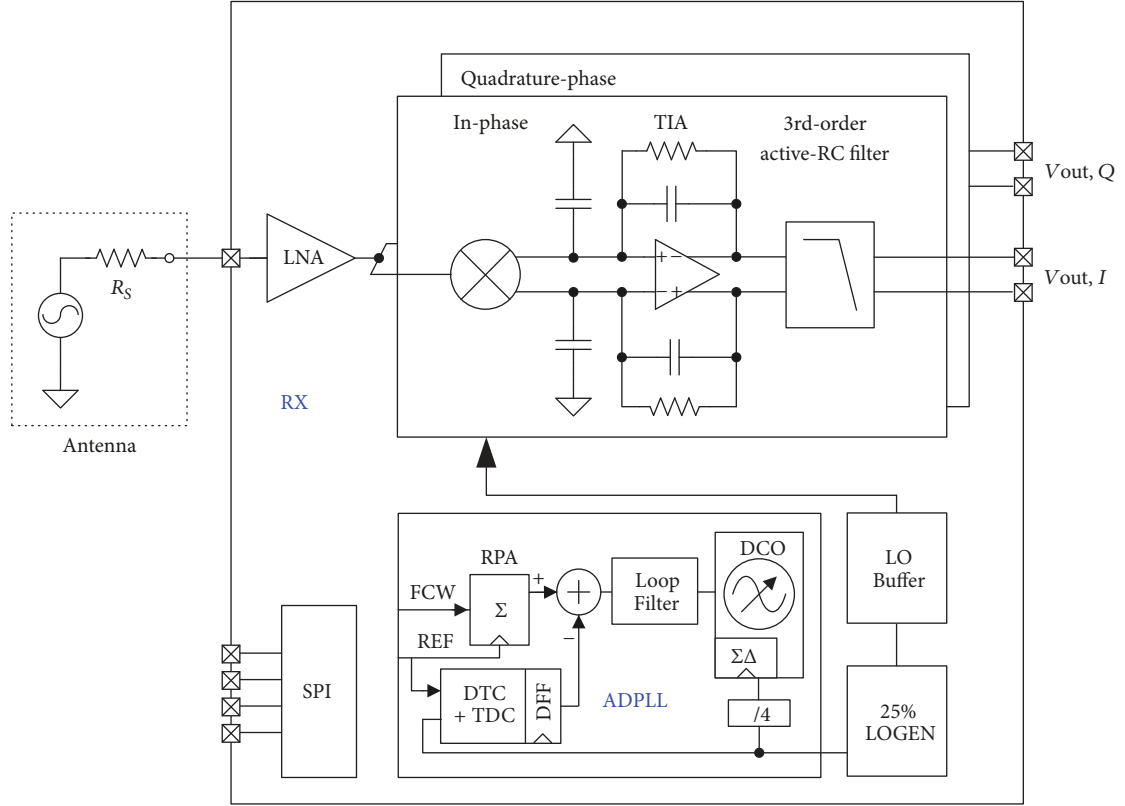 Quadrature-phase
In-phase
TIA
3rd-order
active-RC filter
Vout, Q
Vout, I
LNA
+ −
− +
R_S
Antenna
RX
RPA
DCO
LO
Buffer
FCW
Σ
+
Loop
Filter
REF
−
ΣΔ
SPI
DTC
+ TDC
DFF
ADPLL
/4
25%
LOGEN